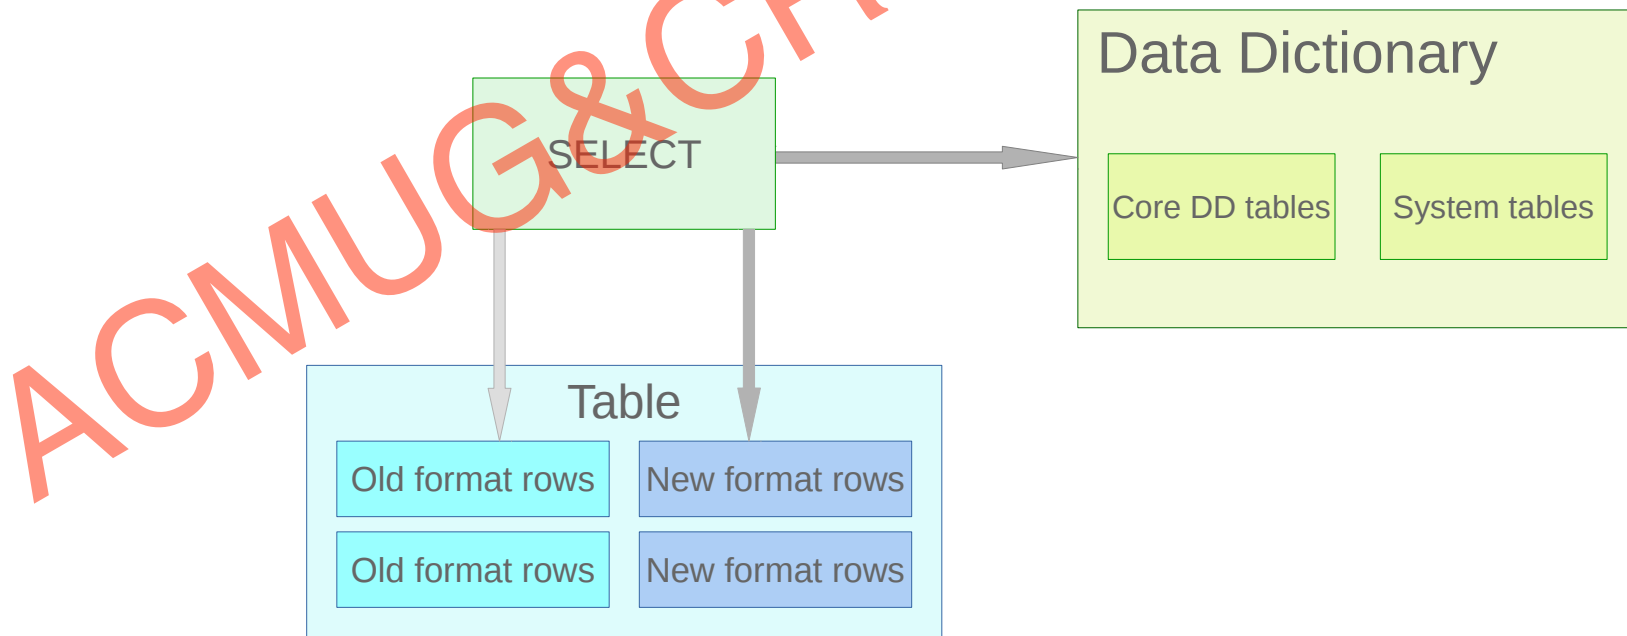 Data Dictionary
SELECT
Core DD tables
System tables
Table
Old format rows
New format rows
Old format rows
New format rows